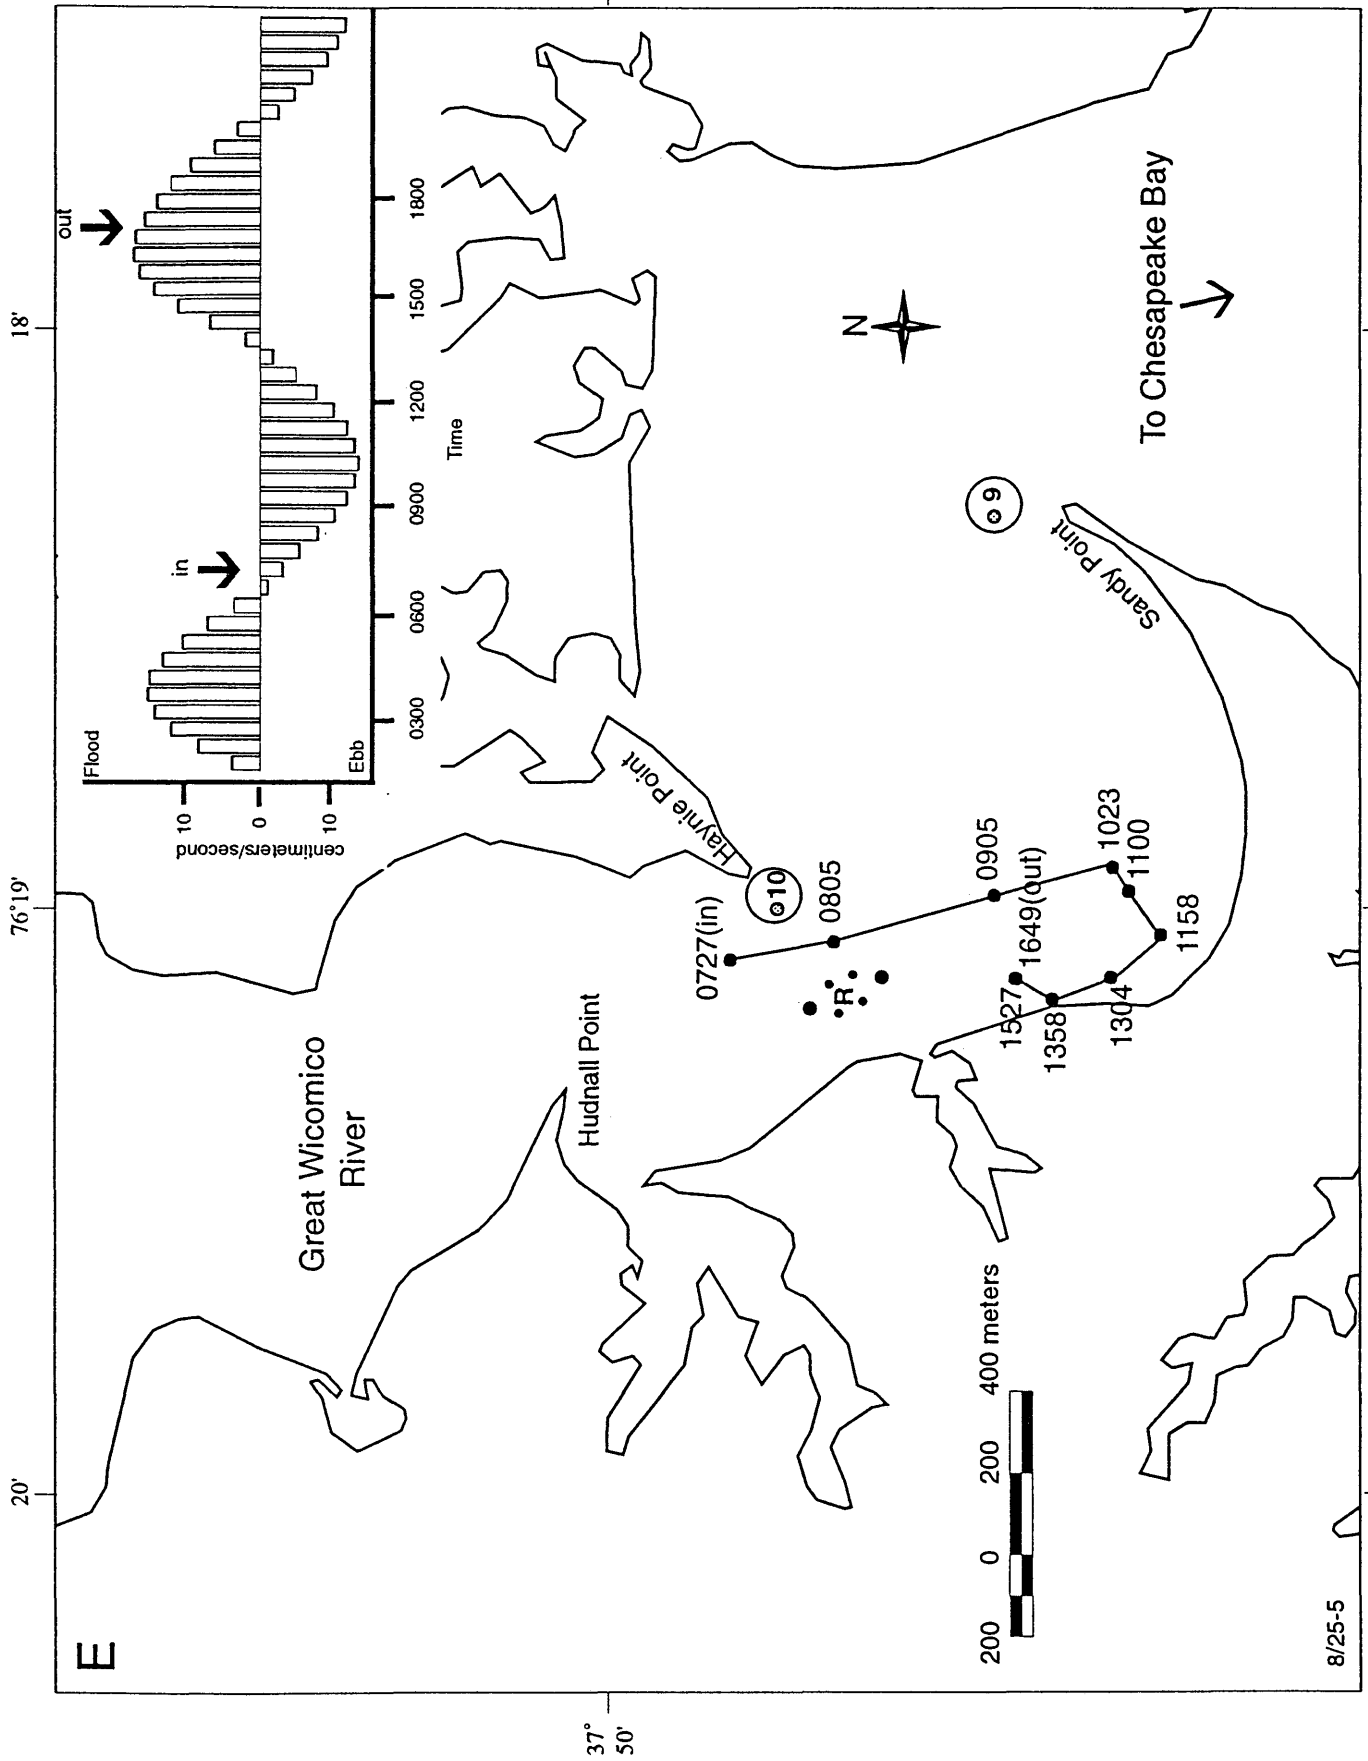 E
20'
76°19'
18'
37°
50'
Flood
Ebb
10
0
10
centimeters/second
in
out
0300
0600
0900
1200
1500
1800
Time
Great Wicomico
River
Hudnall Point
Haynie Point
10
9
Sandy Point
N
To Chesapeake Bay
R
0727(in)
0805
0905
1023
1100
1158
1304
1358
1527
1649(out)
200
0
200
400 meters
8/25-5